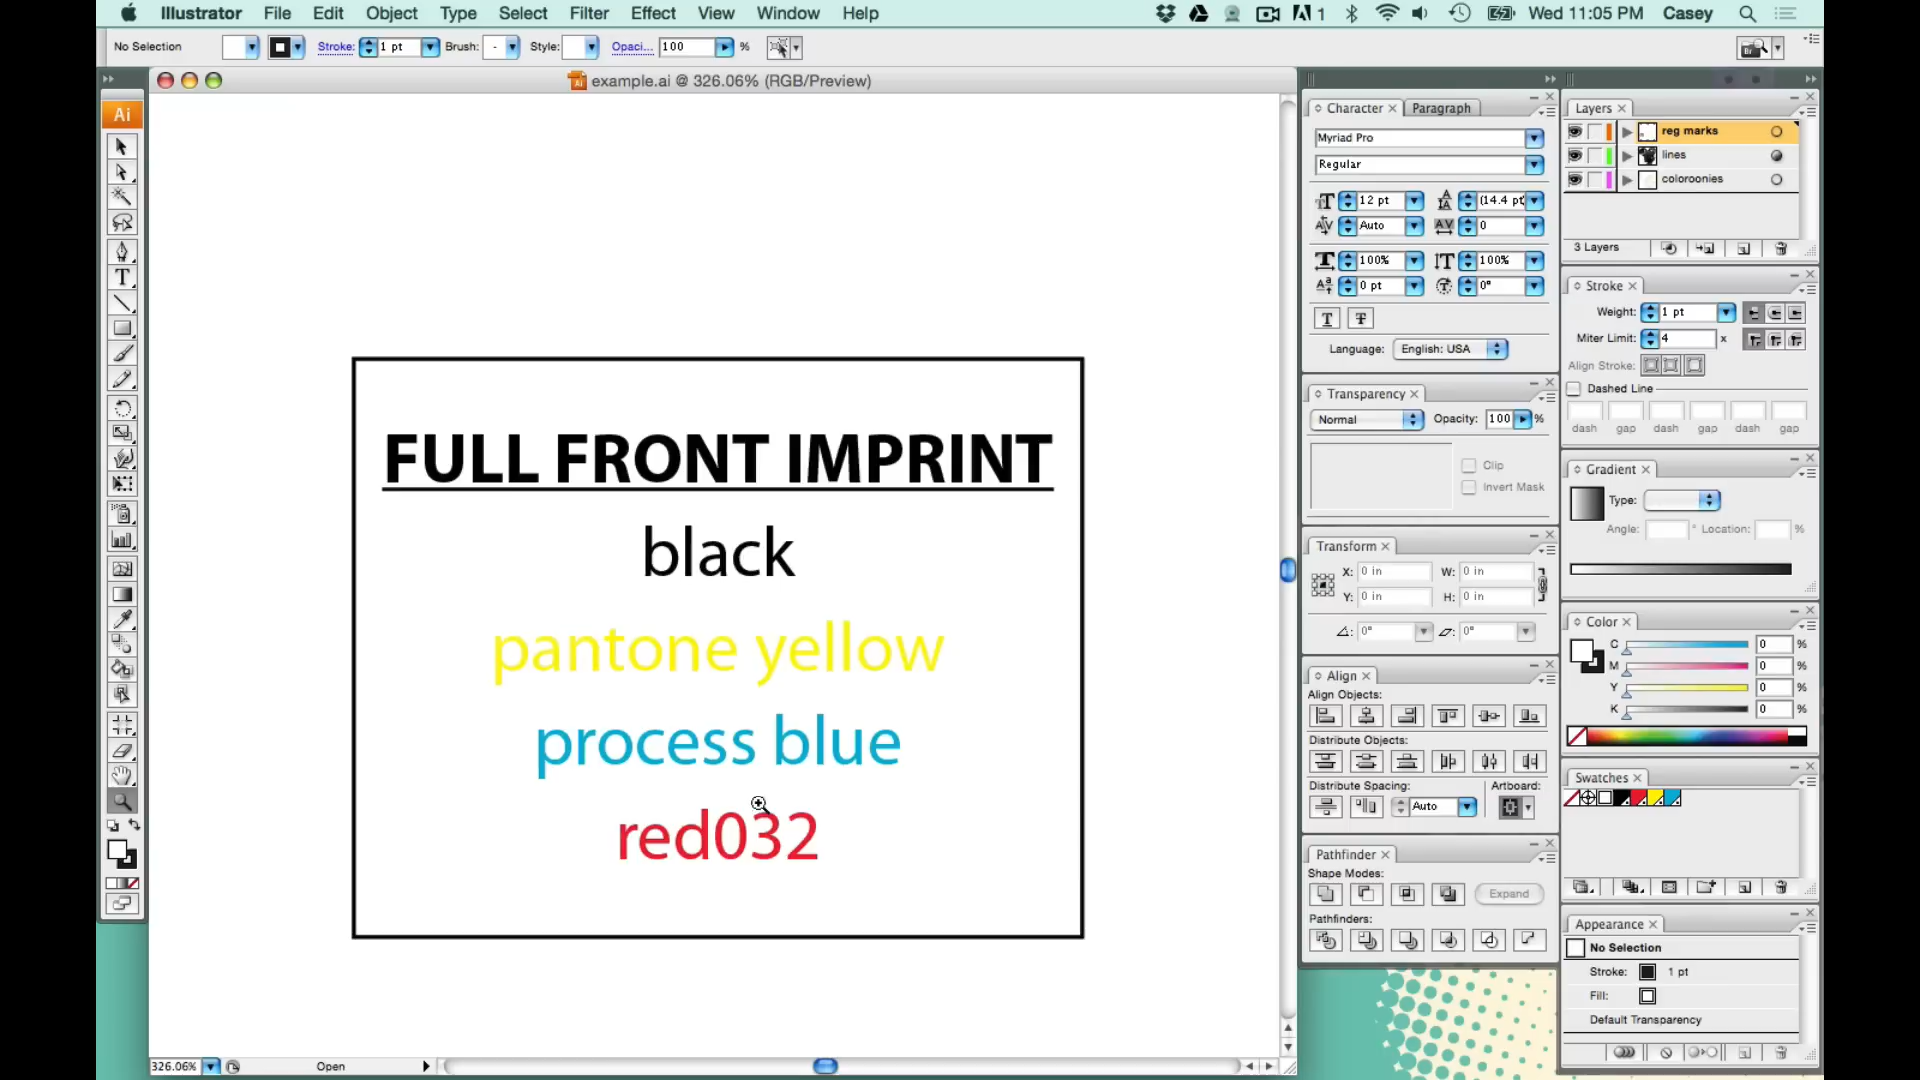 Illustrator File Edit Object Type Select Filter Effect View Window Help 1 Wed 11:05 PM Casey
No Selection Stroke: 1 pt Brush: - Style: Opaci... 100 %
example.ai @ 326.06% (RGB/Preview)
Ai
FULL FRONT IMPRINT
black
pantone yellow
process blue
red032
326.06% Open
Character Paragraph
Myriad Pro
Regular
12 pt (14.4 pt
Auto 0
100% 100%
0 pt 0°
Language: English: USA
Transparency
Normal Opacity: 100 %
Clip
Invert Mask
Transform
X: 0 in W: 0 in
Y: 0 in H: 0 in
0° 0°
Align
Align Objects:
Distribute Objects:
Distribute Spacing: Artboard:
Auto
Pathfinder
Shape Modes:
Expand
Pathfinders:
Layers
reg marks
lines
coloroonies
3 Layers
Stroke
Weight: 1 pt
Miter Limit: 4 x
Align Stroke:
Dashed Line
dash gap dash gap dash gap
Gradient
Type:
Angle: ° Location: %
Color
C 0 %
M 0 %
Y 0 %
K 0 %
Swatches
Appearance
No Selection
Stroke: 1 pt
Fill:
Default Transparency